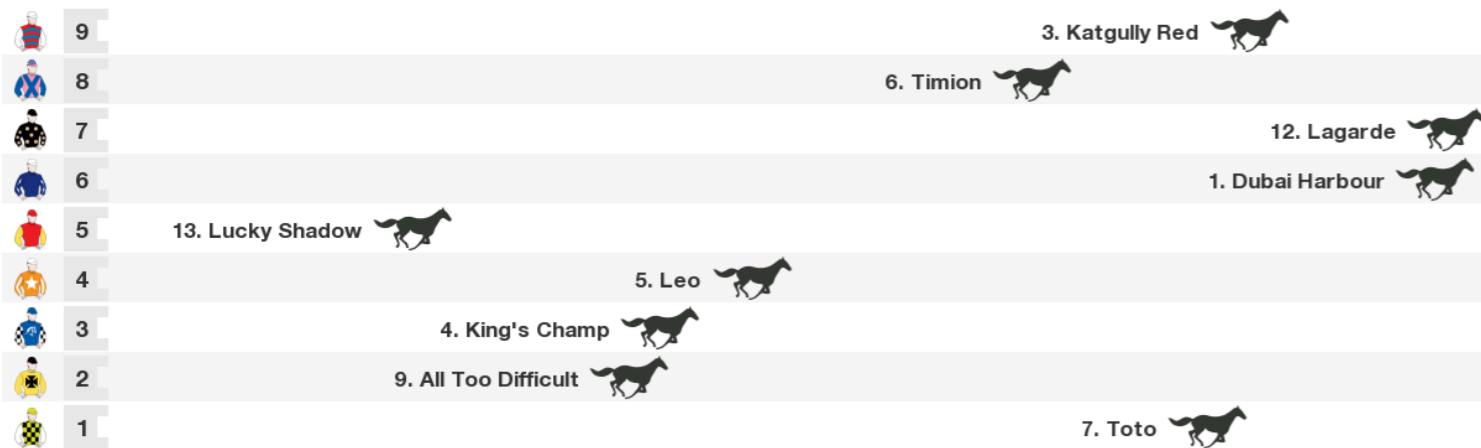 9 3. Katgully Red
8 6. Timion
7 12. Lagarde
6 1. Dubai Harbour
5 13. Lucky Shadow
4 5. Leo
3 4. King's Champ
2 9. All Too Difficult
1 7. Toto